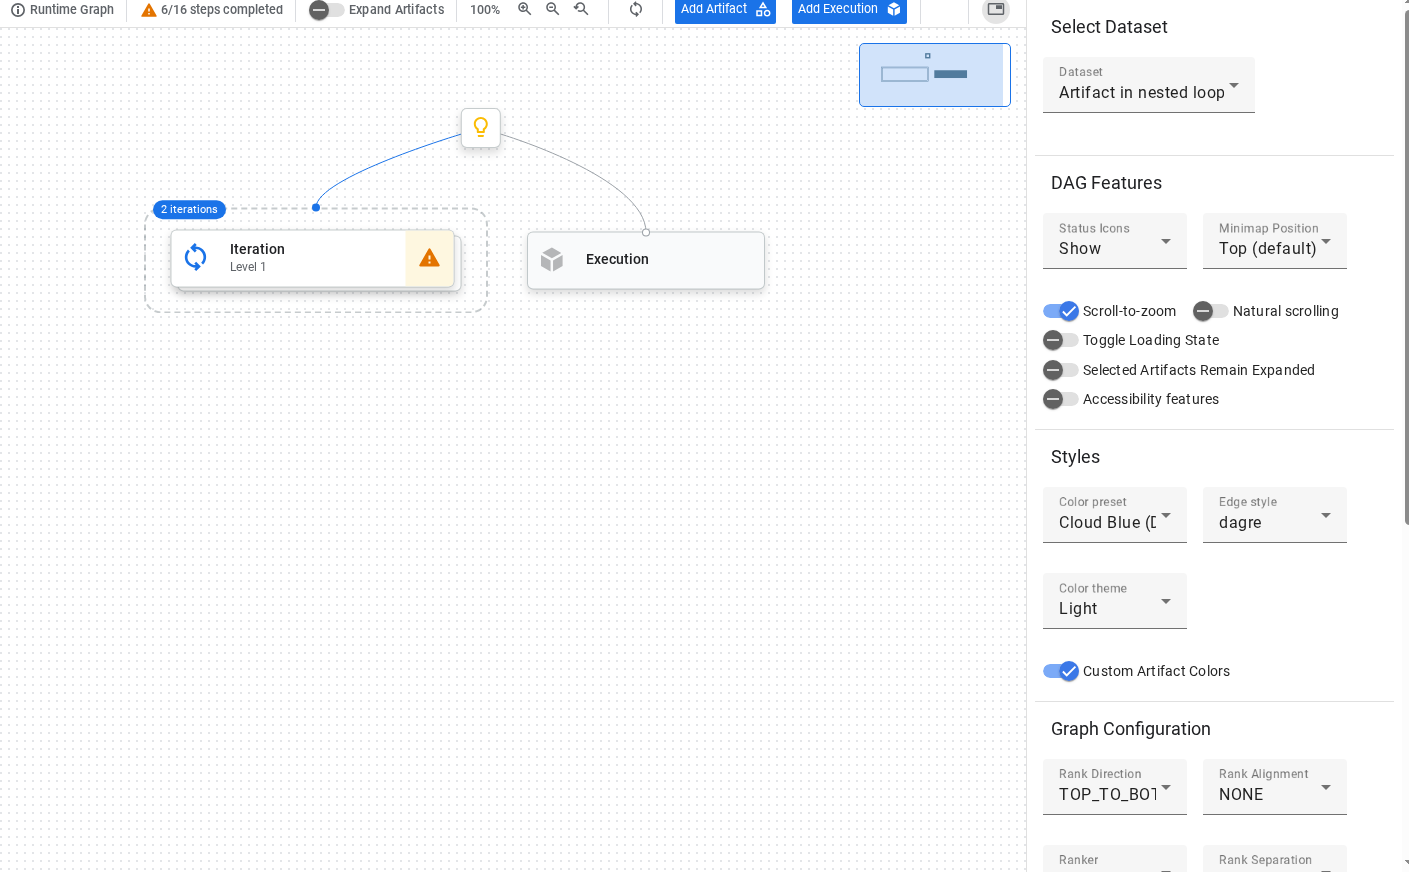 Runtime Graph
6/16 steps completed
Expand Artifacts
100%
Add Artifact
Add Execution
2 iterations
Iteration
Level 1
Execution
Select Dataset
Dataset
Artifact in nested loop
DAG Features
Status Icons
Show
Minimap Position
Top (default)
Scroll-to-zoom
Natural scrolling
Toggle Loading State
Selected Artifacts Remain Expanded
Accessibility features
Styles
Color preset
Cloud Blue (D
Edge style
dagre
Color theme
Light
Custom Artifact Colors
Graph Configuration
Rank Direction
TOP_TO_BOT
Rank Alignment
NONE
Ranker
Rank Separation